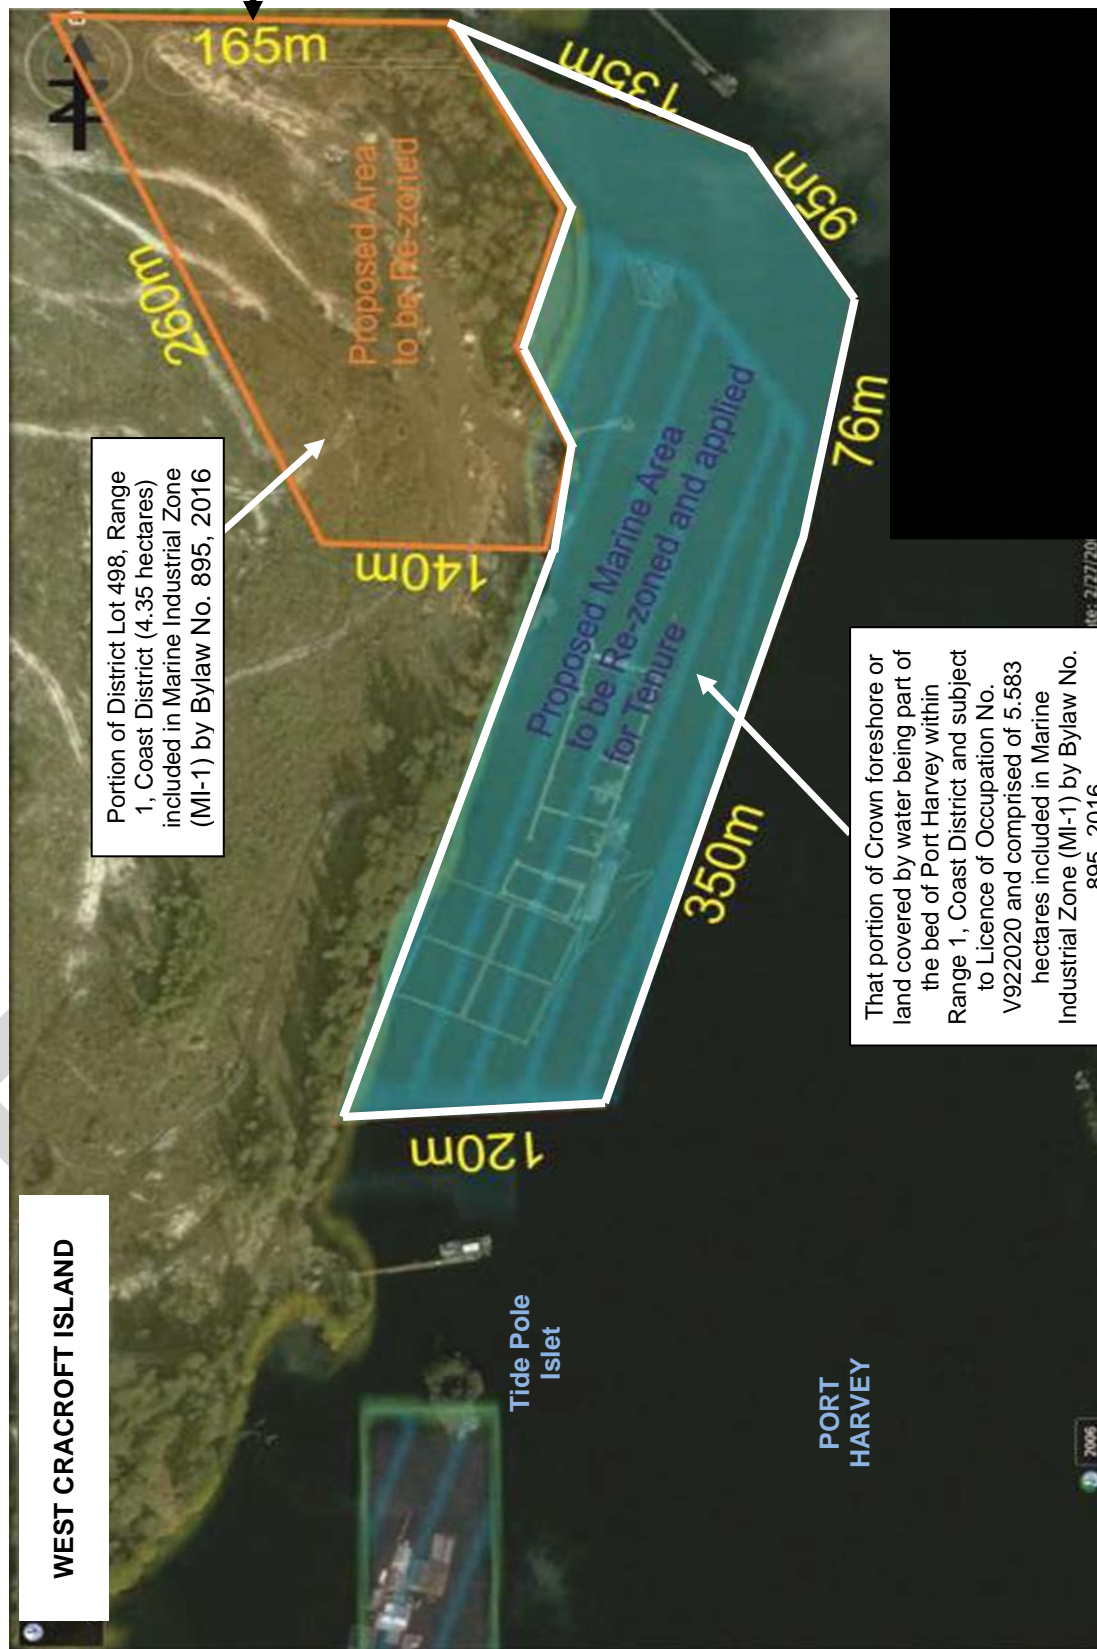 WEST CRACROFT ISLAND
Portion of District Lot 498, Range
1, Coast District (4.35 hectares)
included in Marine Industrial Zone
(MI-1) by Bylaw No. 895, 2016
260m
165m
Proposed Area
to be Re-zoned
140m
135m
95m
76m
Proposed Marine Area
to be Re-zoned and applied
for Tenure
350m
120m
Tide Pole
Islet
PORT
HARVEY
That portion of Crown foreshore or
land covered by water being part of
the bed of Port Harvey within
Range 1, Coast District and subject
to Licence of Occupation No.
V922020 and comprised of 5.583
hectares included in Marine
Industrial Zone (MI-1) by Bylaw No.
895, 2016
2006